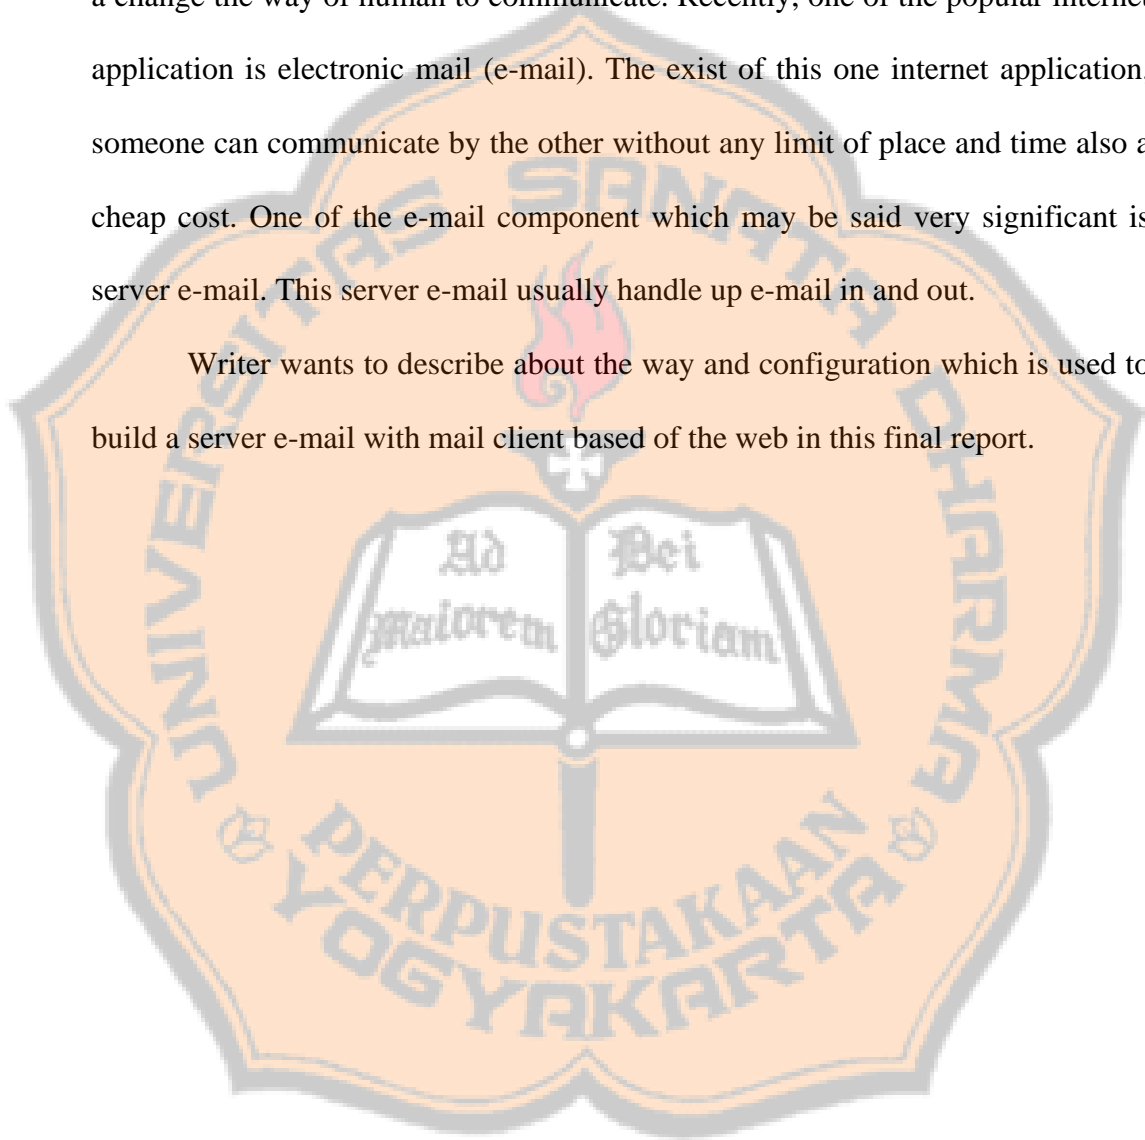 a change the way of human to communicate. Recently, one of the popular internet
application is electronic mail (e-mail). The exist of this one internet application,
someone can communicate by the other without any limit of place and time also a
cheap cost. One of the e-mail component which may be said very significant is
server e-mail. This server e-mail usually handle up e-mail in and out.
Writer wants to describe about the way and configuration which is used to
build a server e-mail with mail client based of the web in this final report.
UNIVERSITAS SANATA DHARMA
Ad Dei
Maiorem Gloriam
PERPUSTAKAAN
YOGYAKARTA